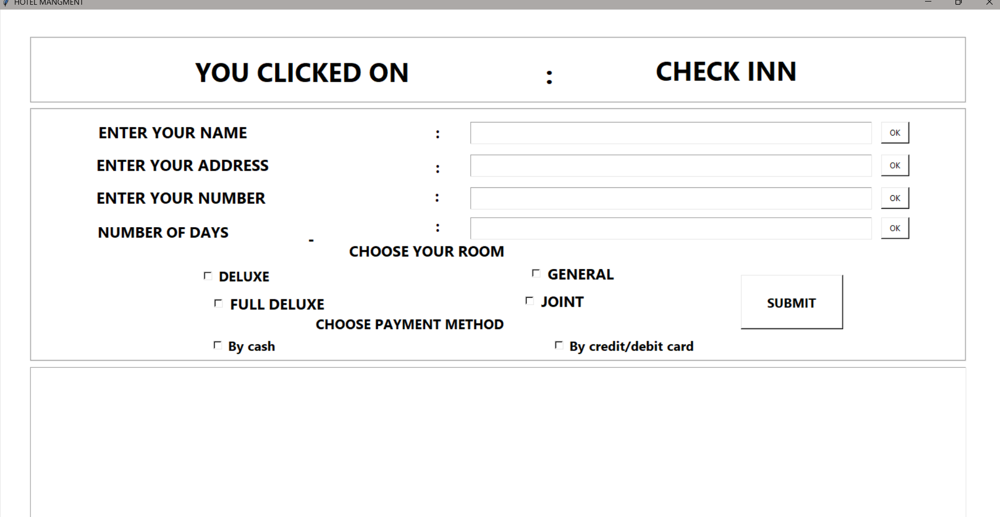 HOTEL MANGMENT
YOU CLICKED ON : CHECK INN
ENTER YOUR NAME : OK
ENTER YOUR ADDRESS : OK
ENTER YOUR NUMBER : OK
NUMBER OF DAYS - : OK
CHOOSE YOUR ROOM
DELUXE GENERAL
FULL DELUXE JOINT
SUBMIT
CHOOSE PAYMENT METHOD
By cash By credit/debit card